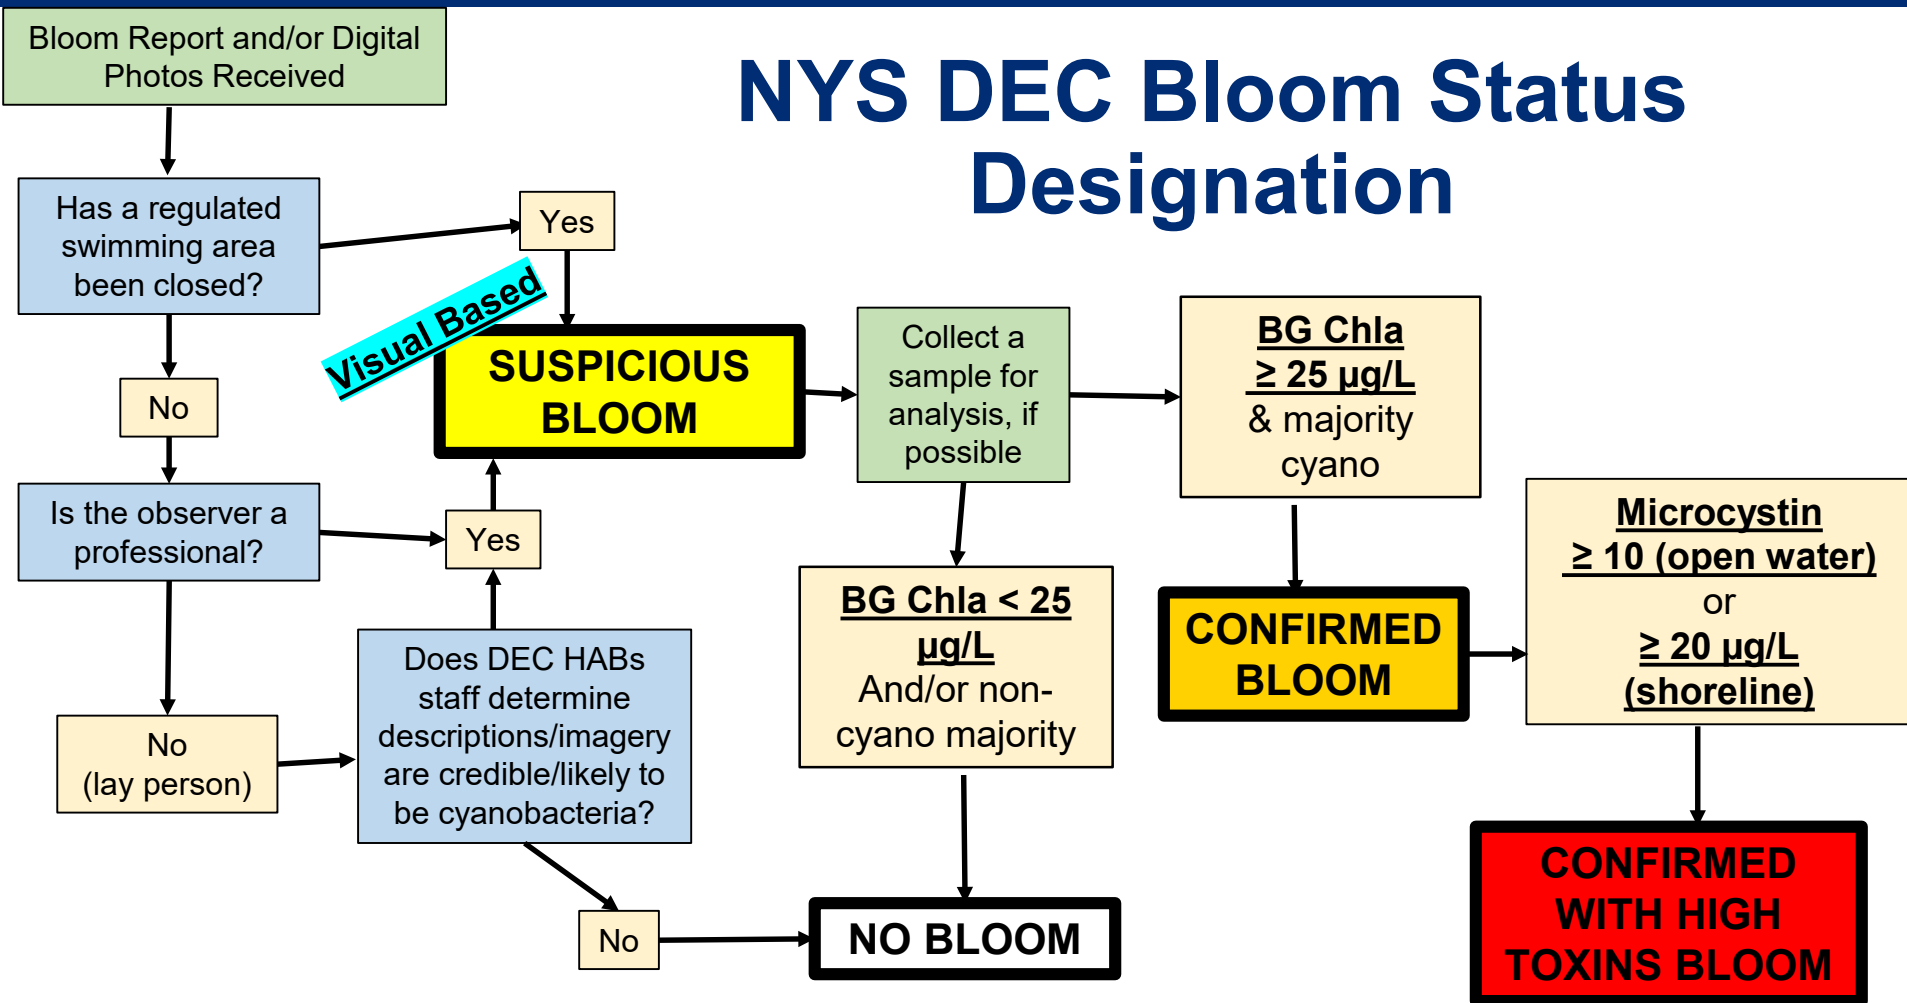 Bloom Report and/or Digital
Photos Received
NYS DEC Bloom Status
Designation
Has a regulated
swimming area
been closed?
Yes
Visual Based
No
SUSPICIOUS
BLOOM
Collect a
sample for
analysis, if
possible
BG Chla
≥ 25 µg/L
& majority
cyano
Is the observer a
professional?
Yes
Microcystin
≥ 10 (open water)
or
≥ 20 µg/L
(shoreline)
BG Chla < 25
µg/L
And/or non-
cyano majority
CONFIRMED
BLOOM
No
(lay person)
Does DEC HABs
staff determine
descriptions/imagery
are credible/likely to
be cyanobacteria?
No
NO BLOOM
CONFIRMED
WITH HIGH
TOXINS BLOOM